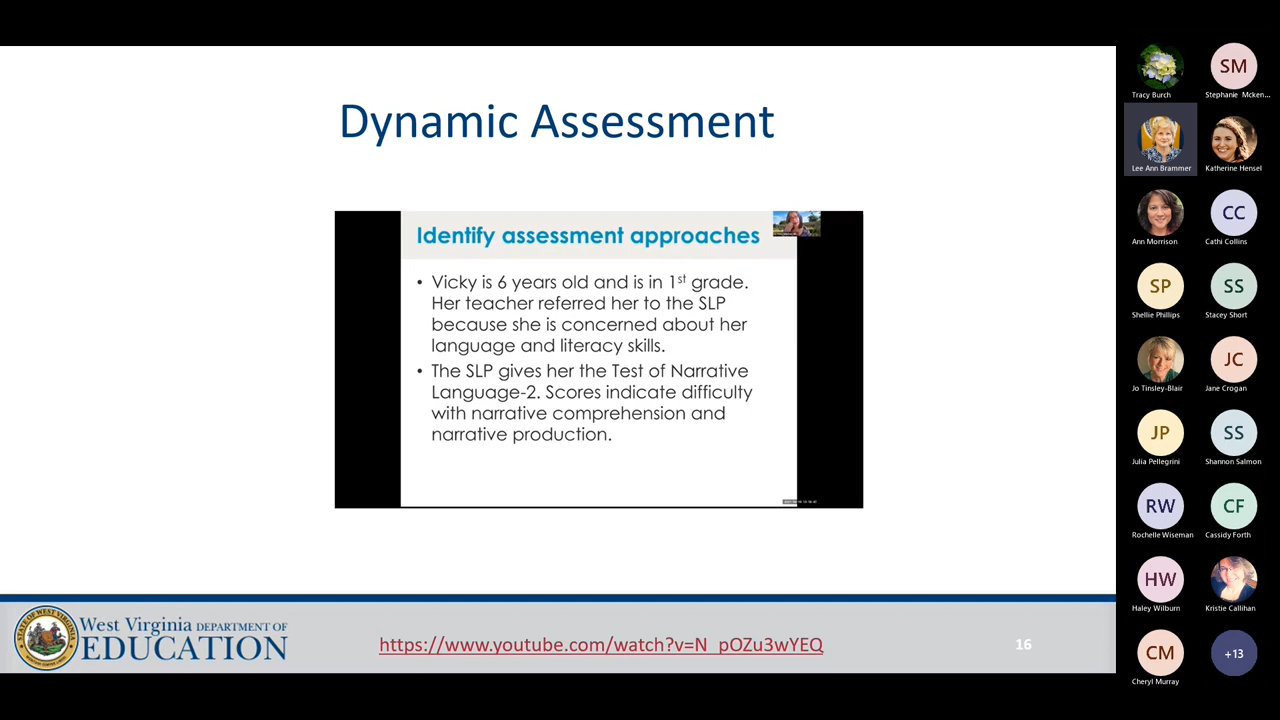 Dynamic Assessment
Identify assessment approaches
• Vicky is 6 years old and is in 1st grade.
Her teacher referred her to the SLP
because she is concerned about her
language and literacy skills.
• The SLP gives her the Test of Narrative
Language-2. Scores indicate difficulty
with narrative comprehension and
narrative production.
West Virginia DEPARTMENT OF
EDUCATION
https://www.youtube.com/watch?v=N_pOZu3wYEQ
16
Tracy Burch
SM
Stephanie Mcken...
Lee Ann Brammer
Katherine Hensel
Ann Morrison
CC
Cathi Collins
SP
Shellie Phillips
SS
Stacey Short
Jo Tinsley-Blair
JC
Jane Crogan
JP
Julia Pellegrini
SS
Shannon Salmon
RW
Rochelle Wiseman
CF
Cassidy Forth
HW
Haley Wilburn
Kristie Callihan
CM
Cheryl Murray
+13